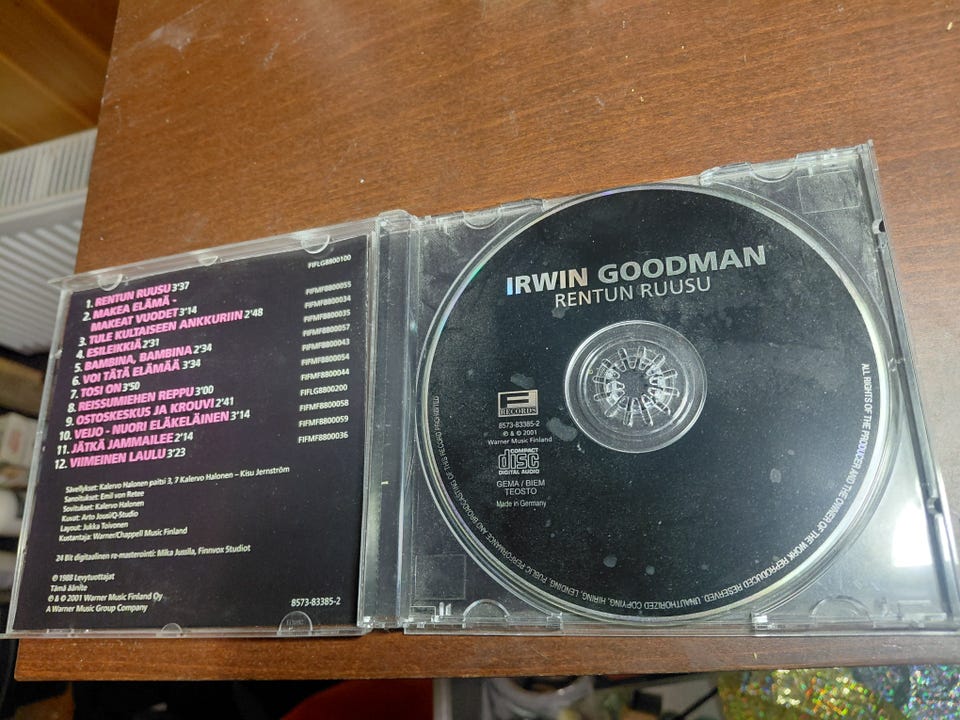 1. RENTUN RUUSU 3'37 FIFLG8800100
2. MAKEA ELÄMÄ -
MAKEAT VUODET 3'14 FIFMF8800055
3. TULE KULTAISEEN ANKKURIIN 2'48 FIFMF8800034
4. ESILEIKKIÄ 2'31 FIFMF8800035
5. BAMBINA, BAMBINA 2'34 FIFMF8800057
6. VOI TÄTÄ ELÄMÄÄ 3'34 FIFMF8800043
7. TOSI ON 3'50 FIFMF8800054
8. REISSUMIEHEN REPPU 3'00 FIFMF8800044
9. OSTOSKESKUS JA KROUVI 2'41 FIFLG8800200
10. VEIJO - NUORI ELÄKELÄINEN 3'14 FIFMF8800058
11. JÄTKÄ JAMMAILEE 2'14 FIFMF8800059
12. VIIMEINEN LAULU 3'23 FIFMF8800036
Sävellykset: Kalervo Halonen paitsi 3, 7 Kalervo Halonen – Kisu Jernström
Sanoitukset: Emil von Retee
Sovitukset: Kalervo Halonen
Kuvat: Arto Jousi/Q-Studio
Layout: Jukka Toivonen
Kustantaja: Warner/Chappell Music Finland
24 Bit digitaalinen re-masterointi: Mika Jussila, Finnvox Studiot
℗ 1988 Levytuottajat
Tämä äänite
℗ & © 2001 Warner Music Finland Oy
A Warner Music Group Company
8573-83385-2
IRWIN GOODMAN
RENTUN RUUSU
F
RECORDS
8573-83385-2
℗ & © 2001
Warner Music Finland
COMPACT
disc
DIGITAL AUDIO
GEMA / BIEM
TEOSTO
Made in Germany
ALL RIGHTS OF THE PRODUCER AND THE OWNER OF THE WORK REPRODUCED RESERVED. UNAUTHORIZED COPYING, HIRING, LENDING, PUBLIC PERFORMANCE AND BROADCASTING OF THIS RECORD PROHIBITED.